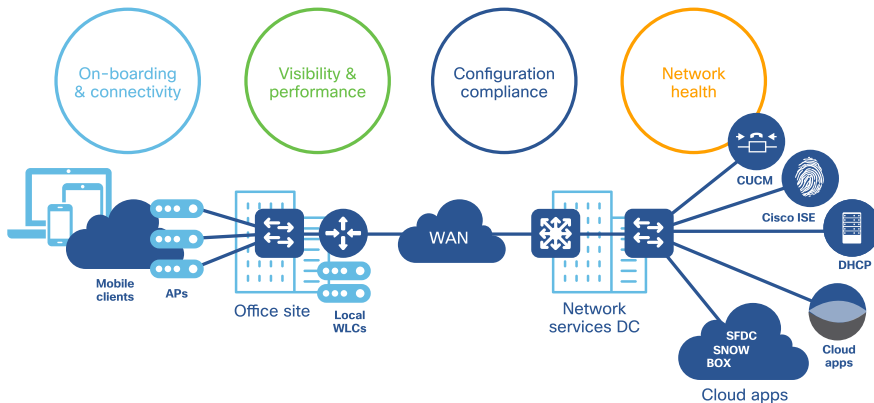 On-boarding
& connectivity
Visibility &
performance
Configuration
compliance
Network
health
CUCM
Cisco ISE
DHCP
Cloud
apps
SFDC
SNOW
BOX
Cloud apps
Mobile
clients
APs
Office site
Local
WLCs
WAN
Network
services DC